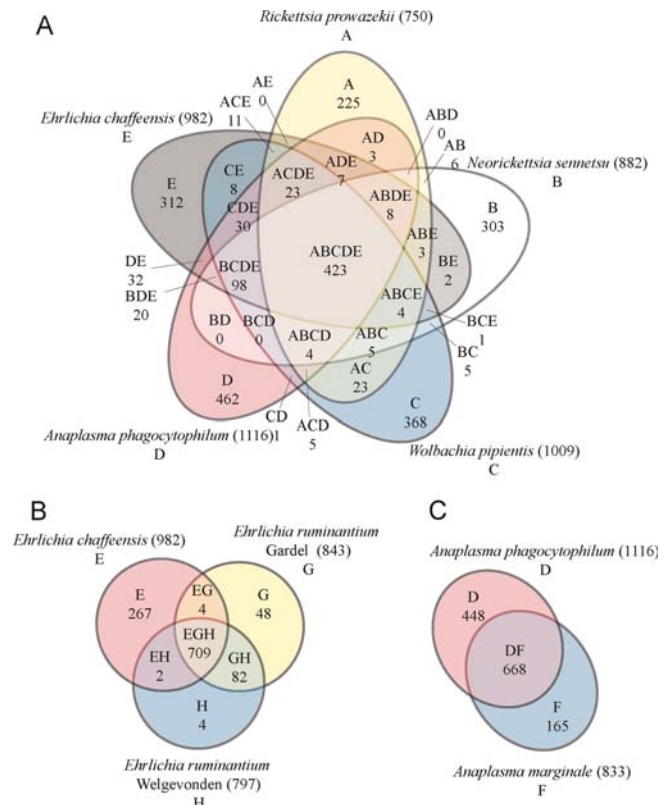 A
Rickettsia prowazekii (750)
A
AE
0
ACE
11
A
225
ABD
0
AB
6
Ehrlichia chaffeensis (982)
E
Neorickettsia sennetsu (882)
B
AD
3
ADE
7
ACDE
23
CE
8
E
312
CDE
30
ABDE
8
B
303
ABE
3
BE
2
ABCDE
423
DE
32
BDE
20
BCDE
98
ABCE
4
BCE
1
BC
5
BD
0
BCD
0
ABCD
4
ABC
5
AC
23
D
462
C
368
CD
1
ACD
5
Anaplasma phagocytophilum (1116)
D
Wolbachia pipientis (1009)
C
B
Ehrlichia chaffeensis (982)
E
Ehrlichia ruminantium
Gardel (843)
G
E
267
EG
4
G
48
EGH
709
EH
2
GH
82
H
4
Ehrlichia ruminantium
Welgevonden (797)
H
C
Anaplasma phagocytophilum (1116)
D
D
448
DF
668
F
165
Anaplasma marginale (833)
F